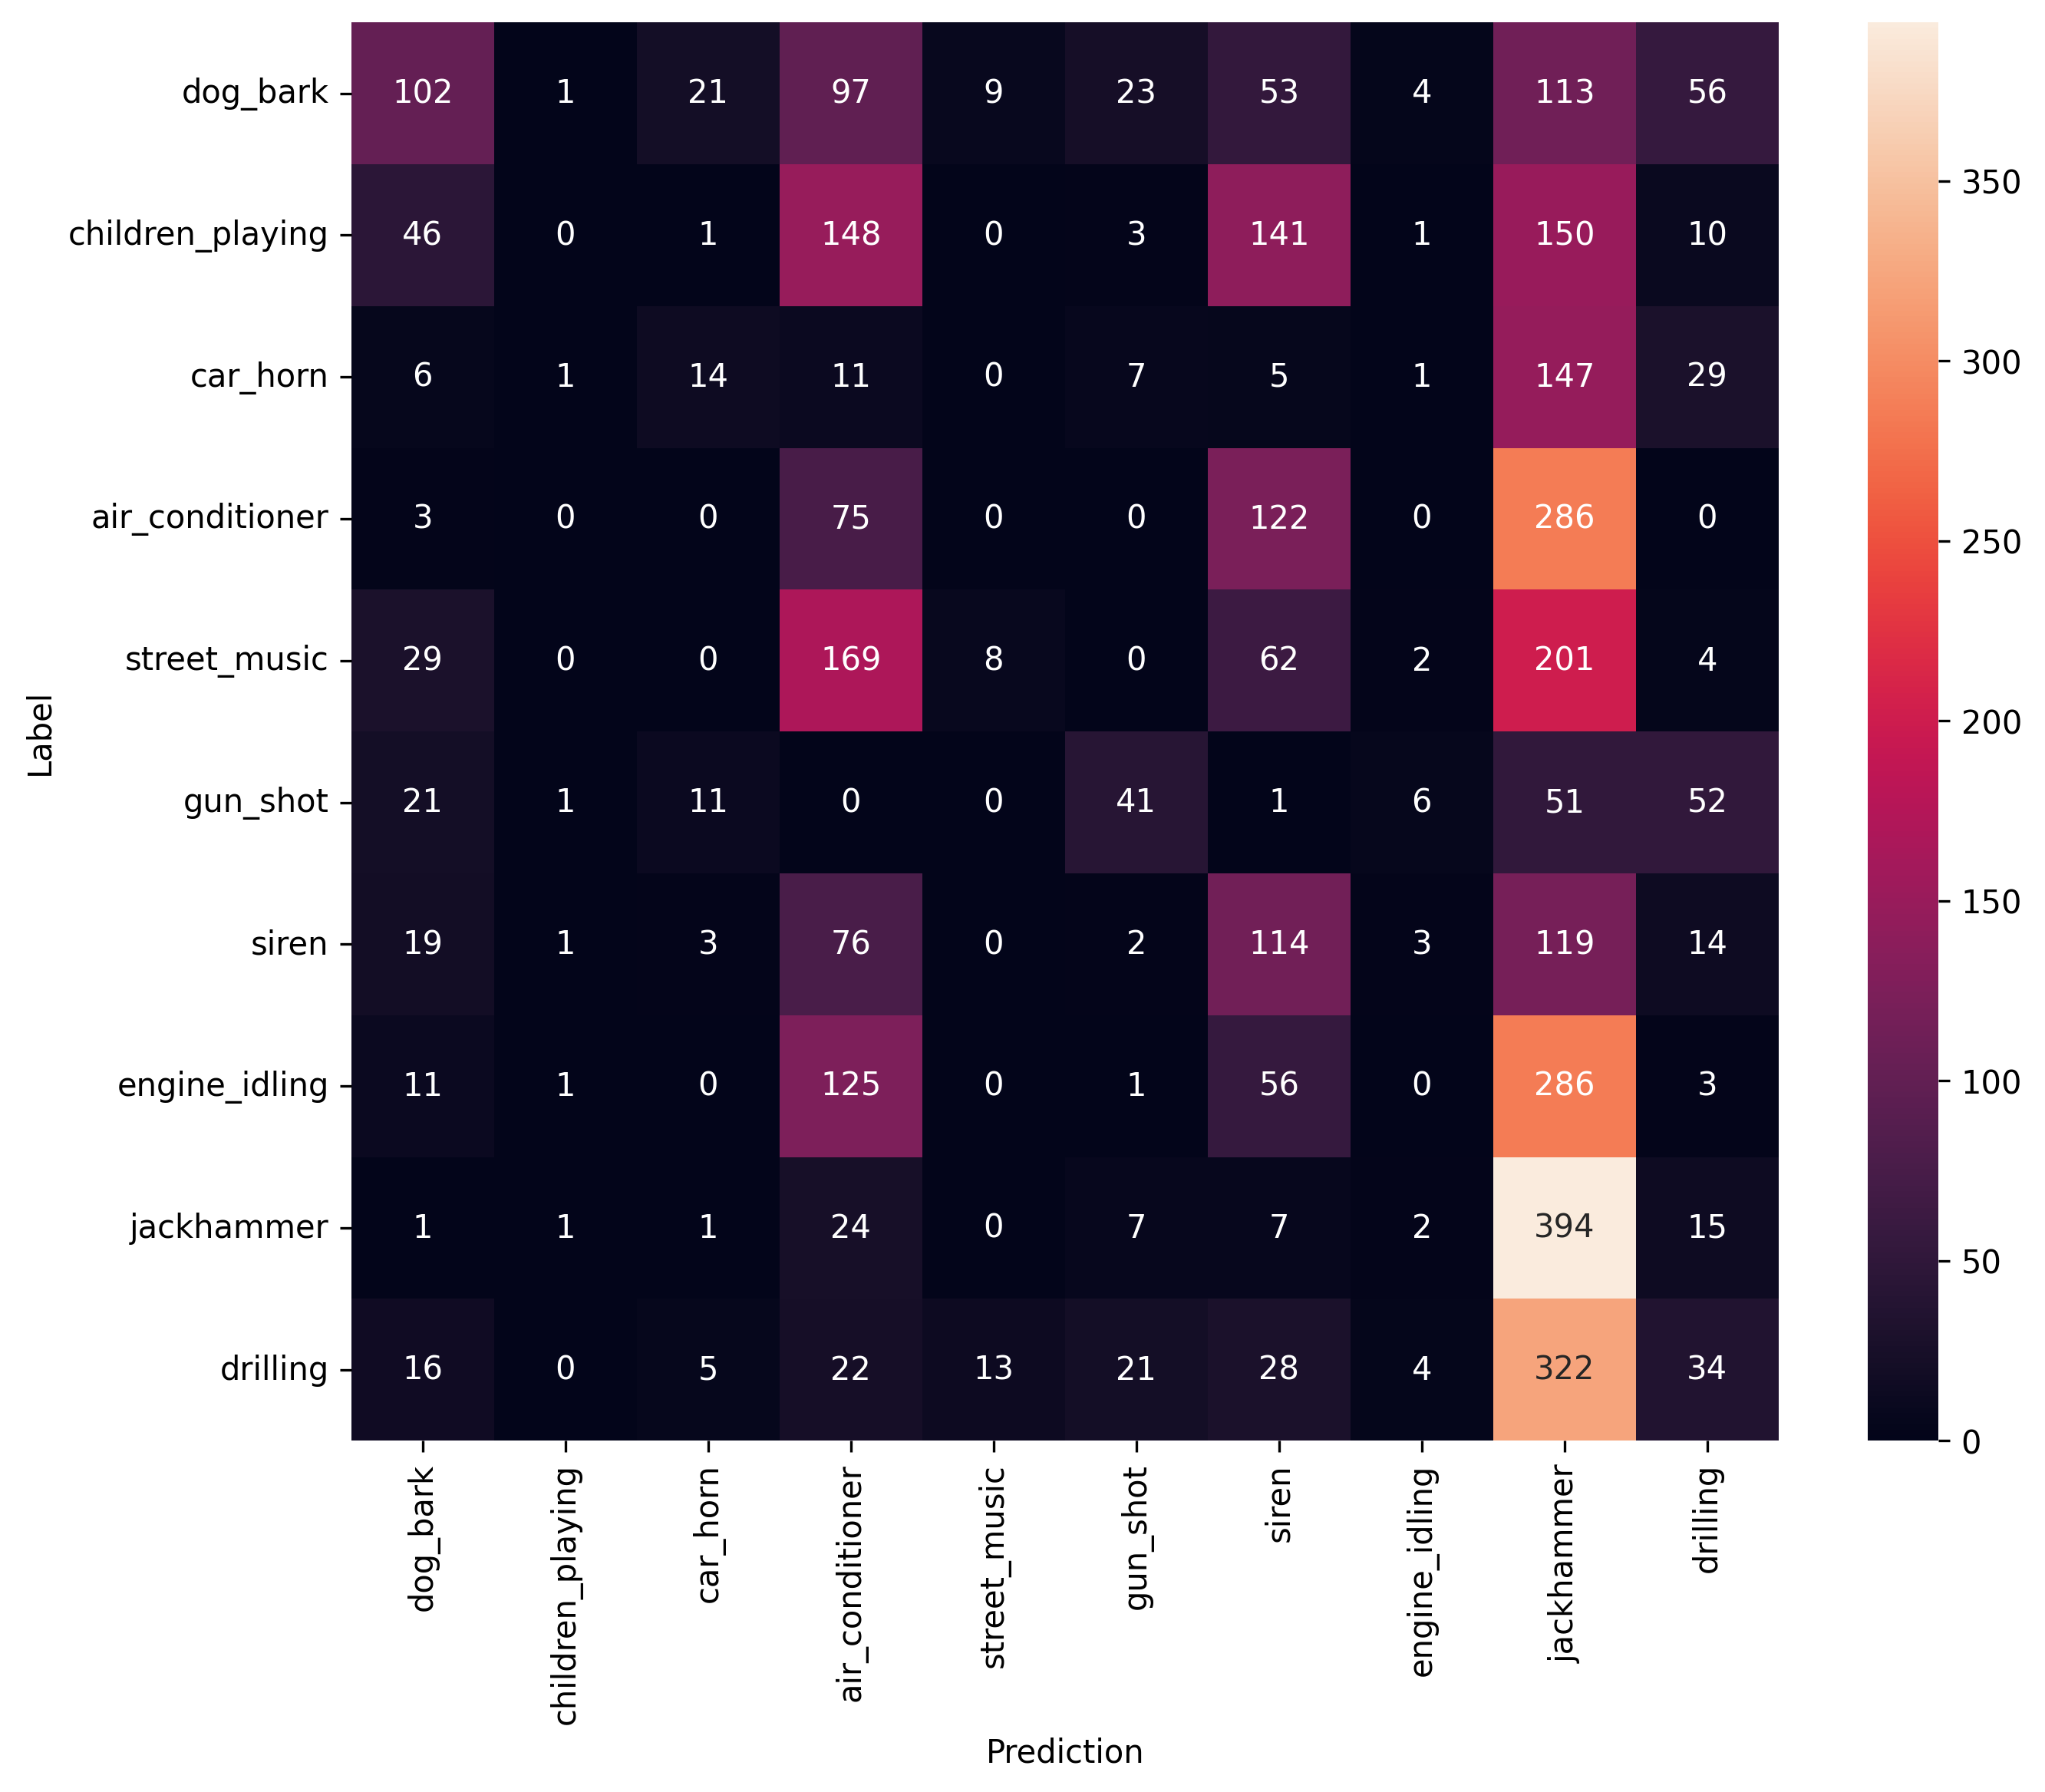 dog_bark 102 1 21 97 9 23 53 4 113 56
children_playing 46 0 1 148 0 3 141 1 150 10
car_horn 6 1 14 11 0 7 5 1 147 29
air_conditioner 3 0 0 75 0 0 122 0 286 0
street_music 29 0 0 169 8 0 62 2 201 4
gun_shot 21 1 11 0 0 41 1 6 51 52
siren 19 1 3 76 0 2 114 3 119 14
engine_idling 11 1 0 125 0 1 56 0 286 3
jackhammer 1 1 1 24 0 7 7 2 394 15
drilling 16 0 5 22 13 21 28 4 322 34
Label
dog_bark
children_playing
car_horn
air_conditioner
street_music
gun_shot
siren
engine_idling
jackhammer
drilling
Prediction
350
300
250
200
150
100
50
0